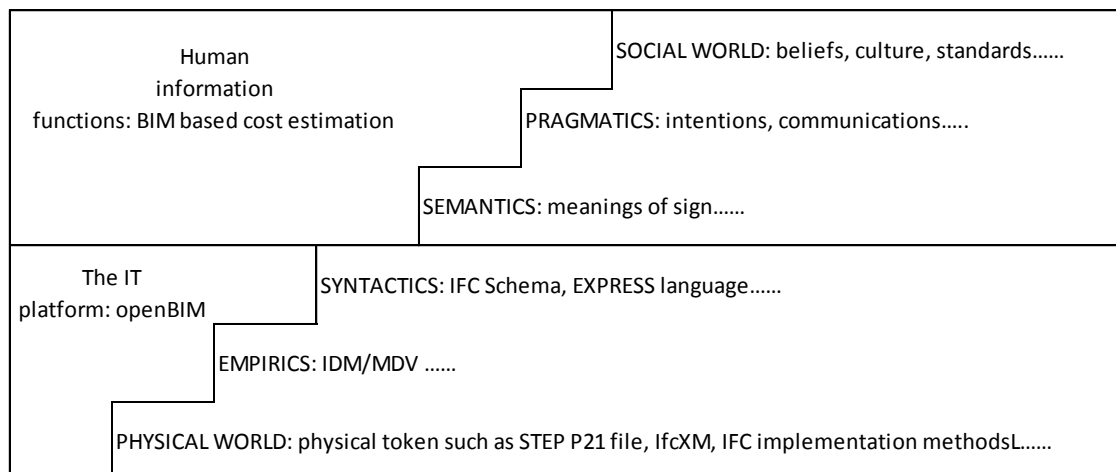 SOCIAL WORLD: beliefs, culture, standards......
Human
information
functions: BIM based cost estimation
PRAGMATICS: intentions, communications.....
SEMANTICS: meanings of sign......
The IT
platform: openBIM
SYNTACTICS: IFC Schema, EXPRESS language......
EMPIRICS: IDM/MDV ......
PHYSICAL WORLD: physical token such as STEP P21 file, IfcXM, IFC implementation methodsL......